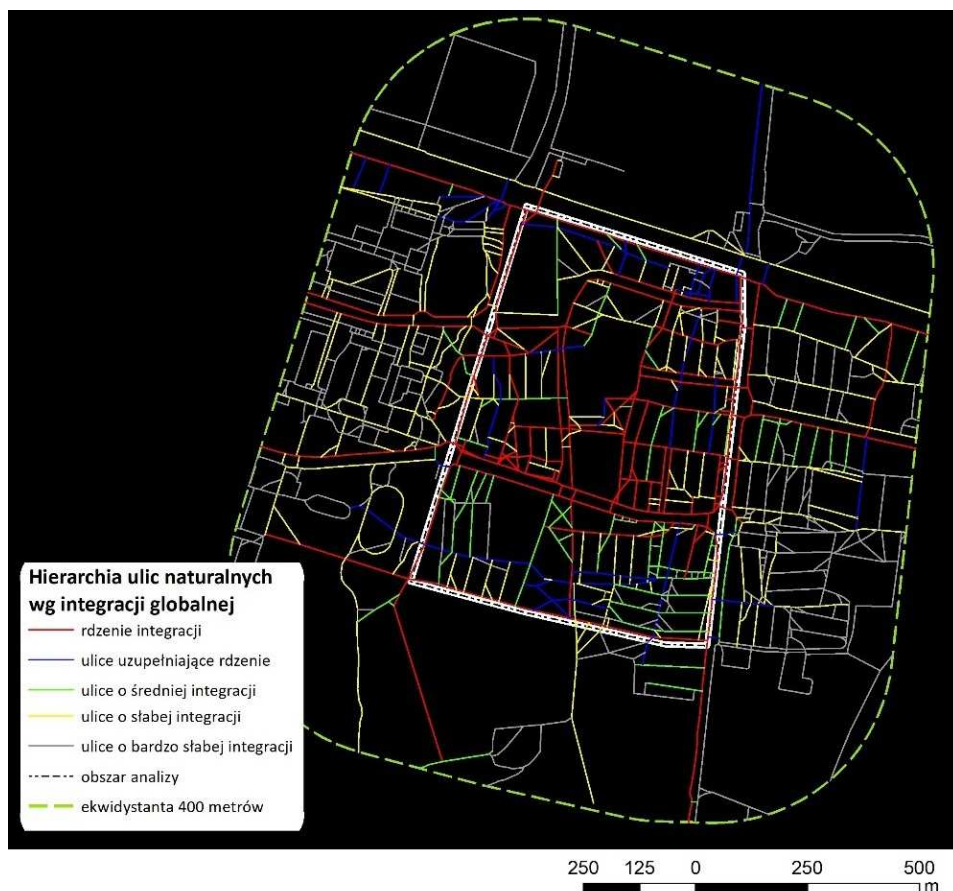 Hierarchia ulic naturalnych
wg integracji globalnej
rdzenie integracji
ulice uzupełniające rdzenie
ulice o średniej integracji
ulice o słabej integracji
ulice o bardzo słabej integracji
obszar analizy
ekwidystanta 400 metrów
250 125 0 250 500
m